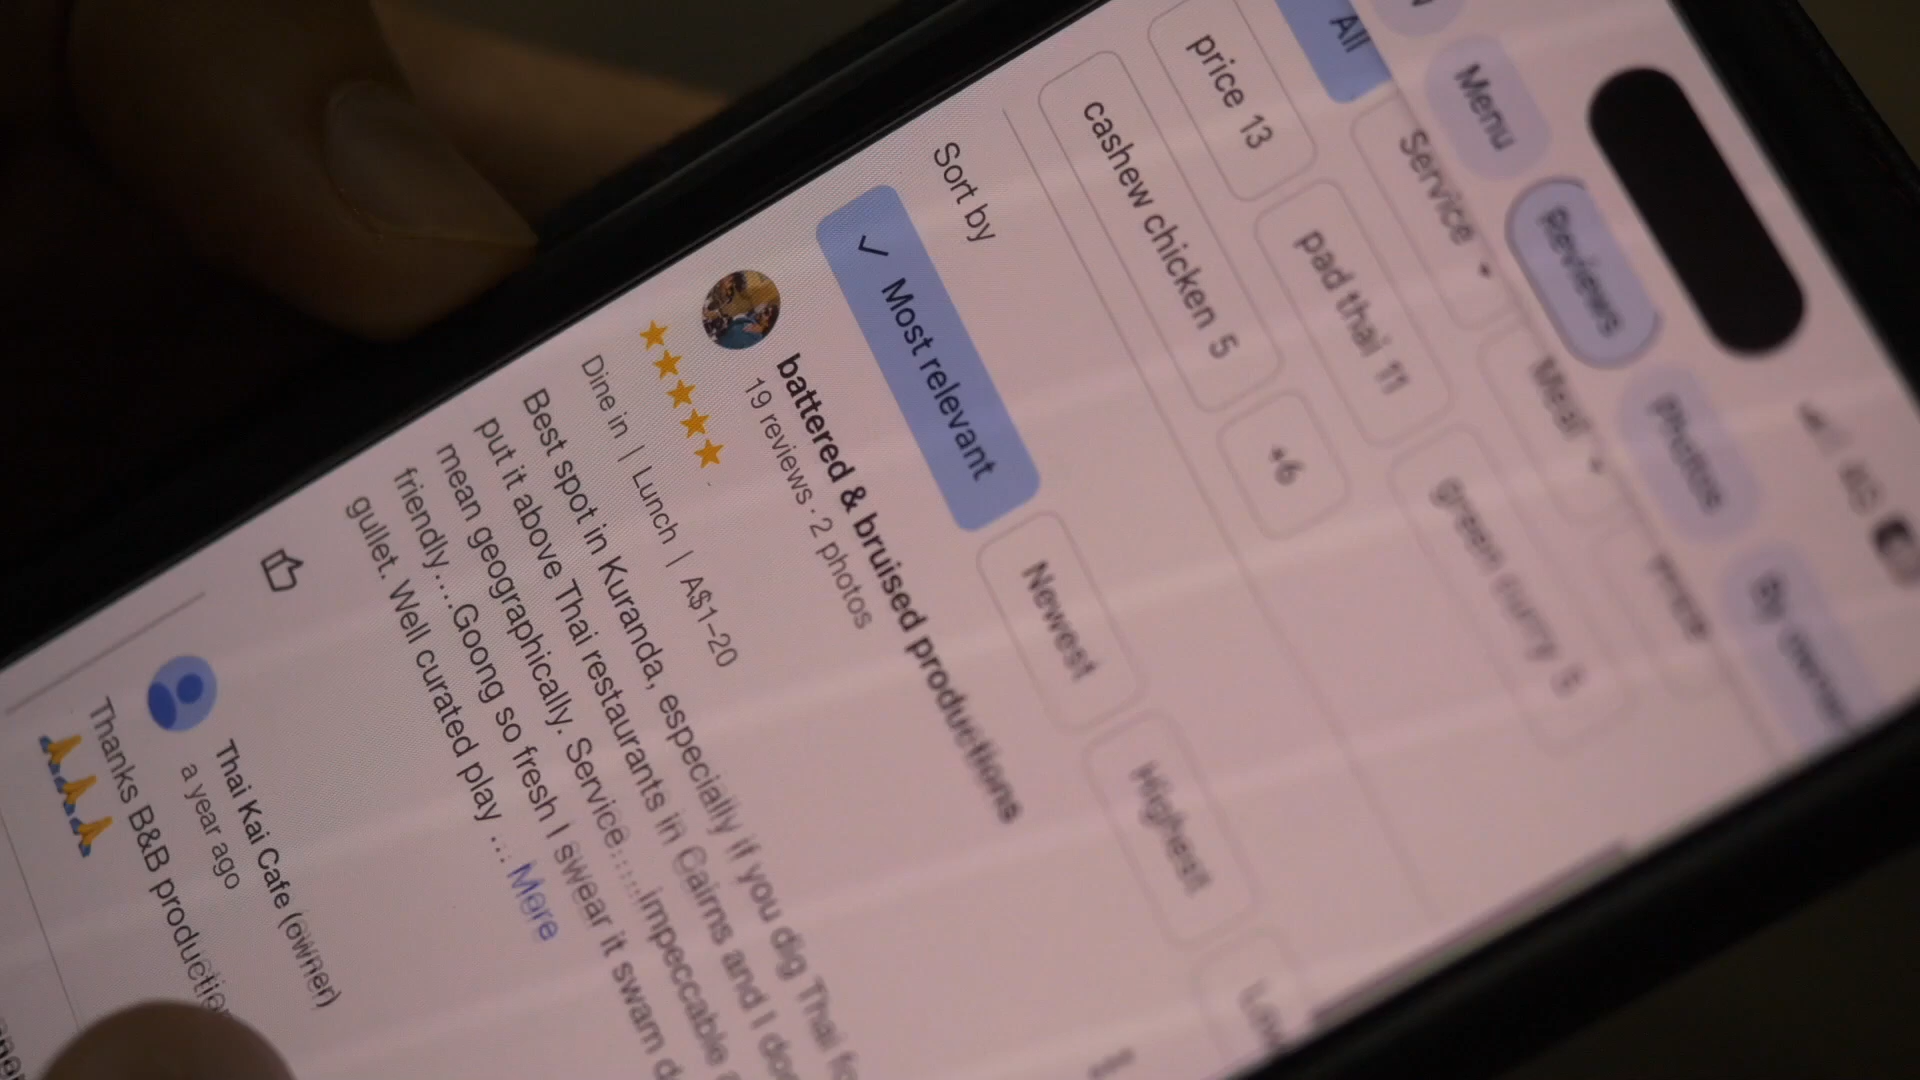 4G
Menu
Reviews
Photos
By owner
All
Service
Meal
price
price 13
pad thai 11
green curry 5
cashew chicken 5
+6
Sort by
✓ Most relevant
Newest
Highest
battered & bruised productions
19 reviews · 2 photos
★★★★★
Dine in | Lunch | A$1–20
Best spot in Kuranda, especially if you dig Thai
put it above Thai restaurants in Cairns and I
mean geographically. Service......impeccable
friendly....Goong so fresh I swear it swam
gullet. Well curated play ... More
Thai Kai Cafe (owner)
a year ago
Thanks B&B
🙏🙏🙏